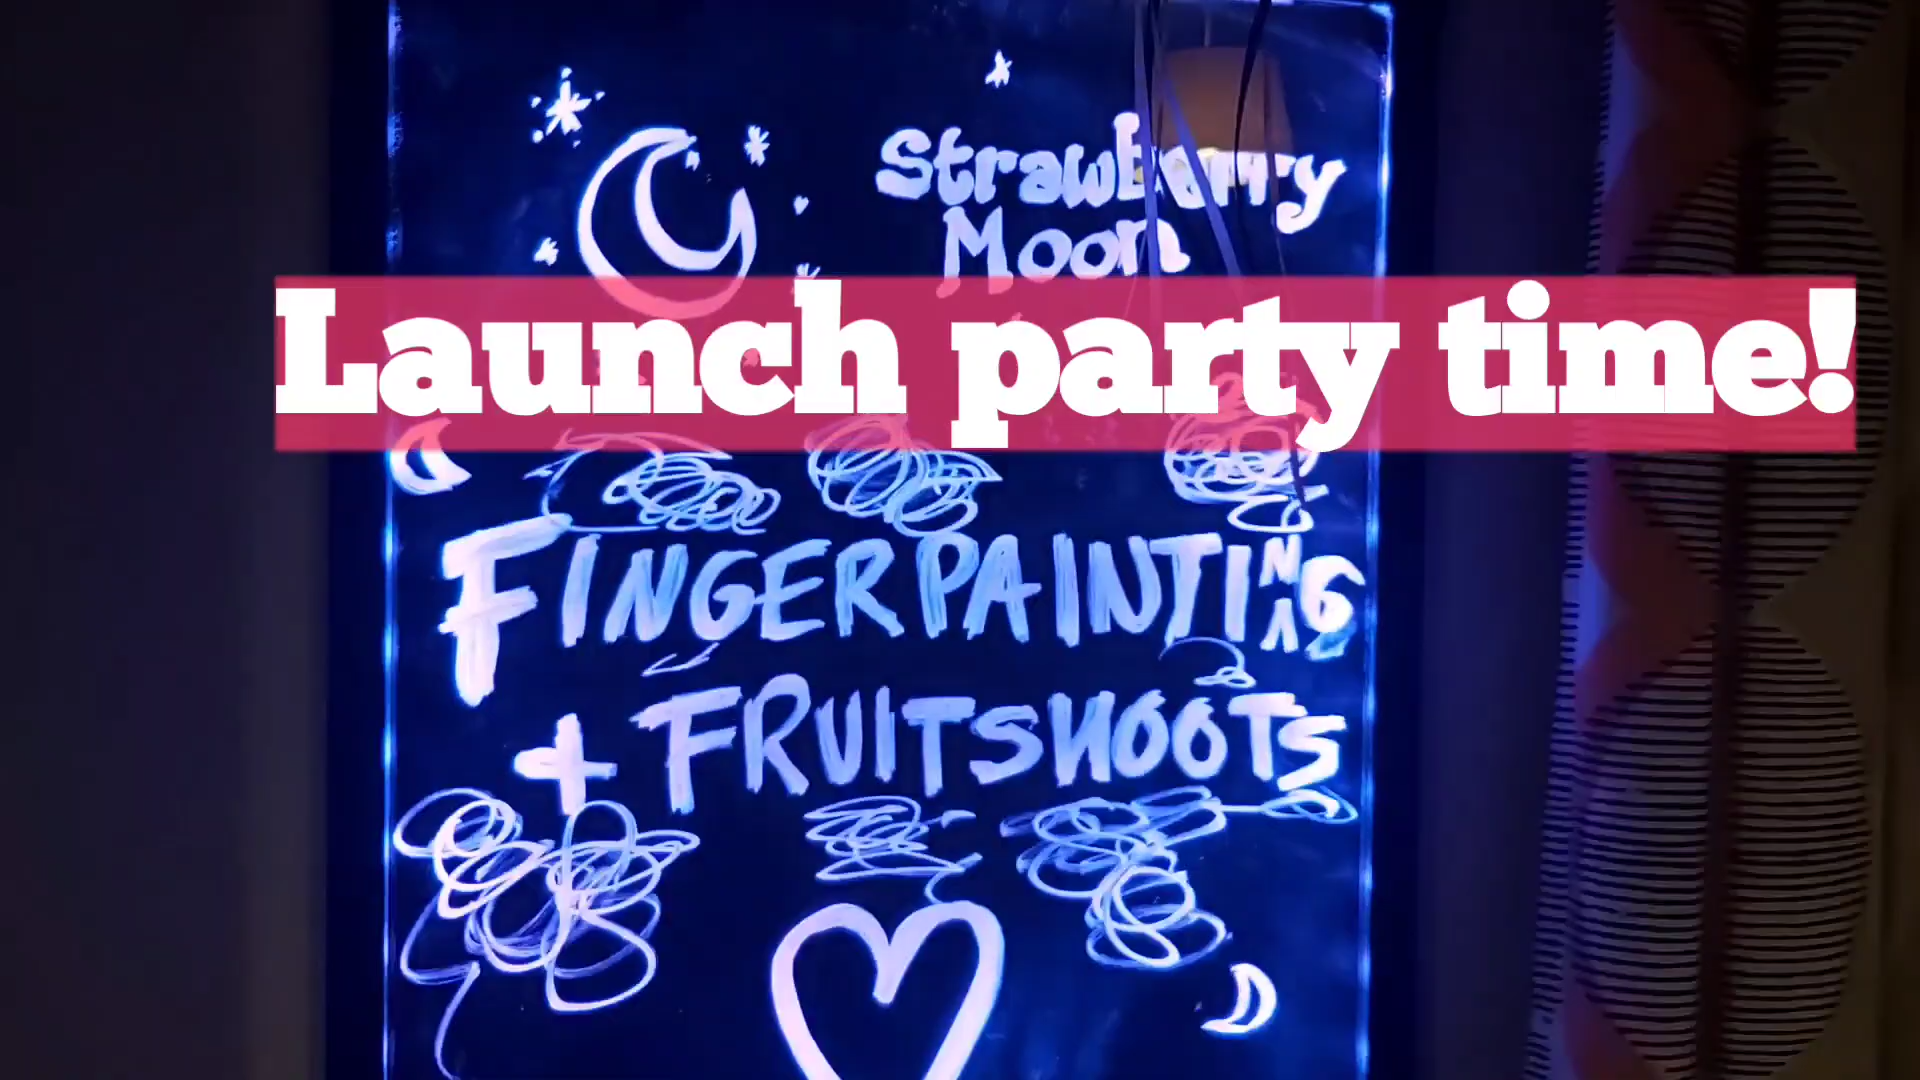 Strawberry
Moon
Launch party time!
FINGERPAINTING
+ FRUITSHOOTS